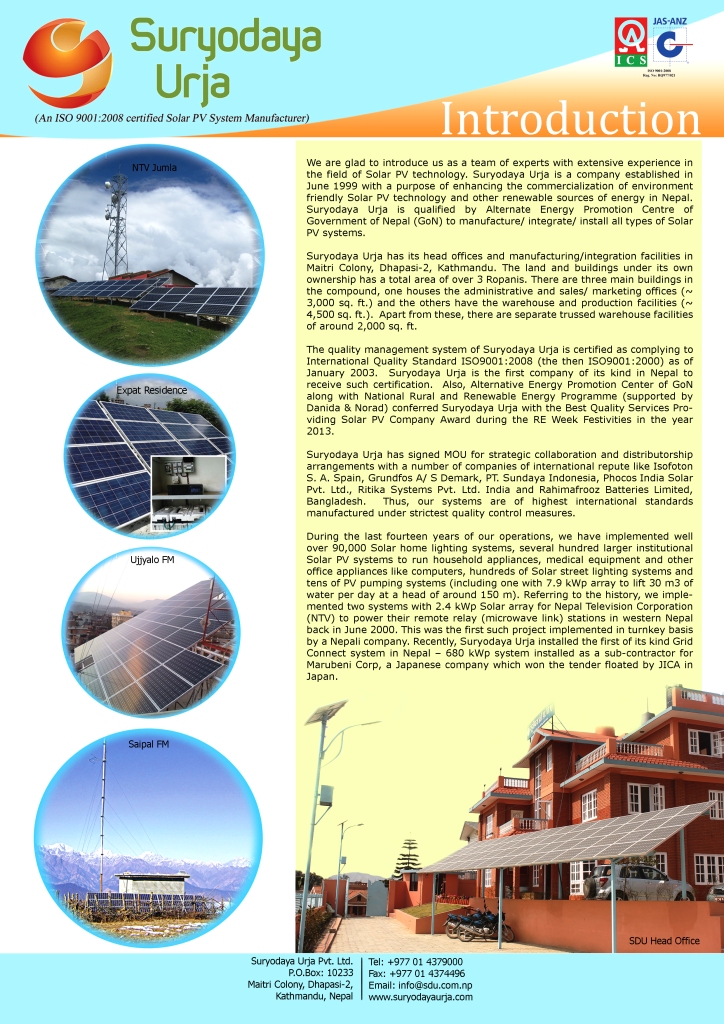 Suryodaya
Urja
(An ISO 9001:2008 certified Solar PV System Manufacturer)
JAS-ANZ
I C S
ISO 9001:2008
Introduction
NTV Jumla
Expat Residence
Ujjyalo FM
Saipal FM
We are glad to introduce us as a team of experts with extensive experience in
the field of Solar PV technology. Suryodaya Urja is a company established in
June 1999 with a purpose of enhancing the commercialization of environment
friendly Solar PV technology and other renewable sources of energy in Nepal.
Suryodaya Urja is qualified by Alternate Energy Promotion Centre of
Government of Nepal (GoN) to manufacture/ integrate/ install all types of Solar
PV systems.
Suryodaya Urja has its head offices and manufacturing/integration facilities in
Maitri Colony, Dhapasi-2, Kathmandu. The land and buildings under its own
ownership has a total area of over 3 Ropanis. There are three main buildings in
the compound, one houses the administrative and sales/ marketing offices (~
3,000 sq. ft.) and the others have the warehouse and production facilities (~
4,500 sq. ft.). Apart from these, there are separate trussed warehouse facilities
of around 2,000 sq. ft.
The quality management system of Suryodaya Urja is certified as complying to
International Quality Standard ISO9001:2008 (the then ISO9001:2000) as of
January 2003. Suryodaya Urja is the first company of its kind in Nepal to
receive such certification. Also, Alternative Energy Promotion Center of GoN
along with National Rural and Renewable Energy Programme (supported by
Danida & Norad) conferred Suryodaya Urja with the Best Quality Services Pro-
viding Solar PV Company Award during the RE Week Festivities in the year
2013.
Suryodaya Urja has signed MOU for strategic collaboration and distributorship
arrangements with a number of companies of international repute like Isofoton
S. A. Spain, Grundfos A/ S Demark, PT. Sundaya Indonesia, Phocos India Solar
Pvt. Ltd., Ritika Systems Pvt. Ltd. India and Rahimafrooz Batteries Limited,
Bangladesh. Thus, our systems are of highest international standards
manufactured under strictest quality control measures.
During the last fourteen years of our operations, we have implemented well
over 90,000 Solar home lighting systems, several hundred larger institutional
Solar PV systems to run household appliances, medical equipment and other
office appliances like computers, hundreds of Solar street lighting systems and
tens of PV pumping systems (including one with 7.9 kWp array to lift 30 m3 of
water per day at a head of around 150 m). Referring to the history, we imple-
mented two systems with 2.4 kWp Solar array for Nepal Television Corporation
(NTV) to power their remote relay (microwave link) stations in western Nepal
back in June 2000. This was the first such project implemented in turnkey basis
by a Nepali company. Recently, Suryodaya Urja installed the first of its kind Grid
Connect system in Nepal – 680 kWp system installed as a sub-contractor for
Marubeni Corp, a Japanese company which won the tender floated by JICA in
Japan.
SDU Head Office
Suryodaya Urja Pvt. Ltd.
P.O.Box: 10233
Maitri Colony, Dhapasi-2,
Kathmandu, Nepal
Tel: +977 01 4379000
Fax: +977 01 4374496
Email: info@sdu.com.np
www.suryodayaurja.com